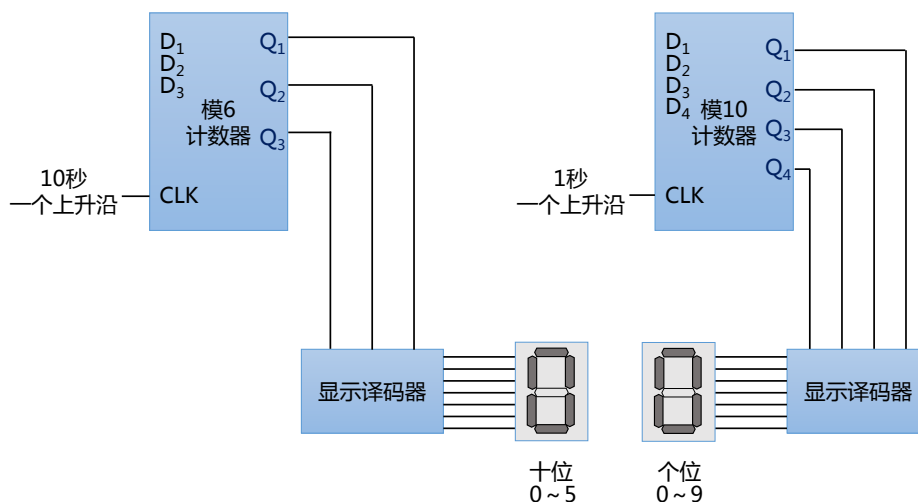 D1
D2
D3
模6
计数器
Q1
Q2
Q3
10秒
一个上升沿
CLK
D1
D2
D3
D4
模10
计数器
Q1
Q2
Q3
Q4
1秒
一个上升沿
CLK
显示译码器
显示译码器
十位
0~5
个位
0~9